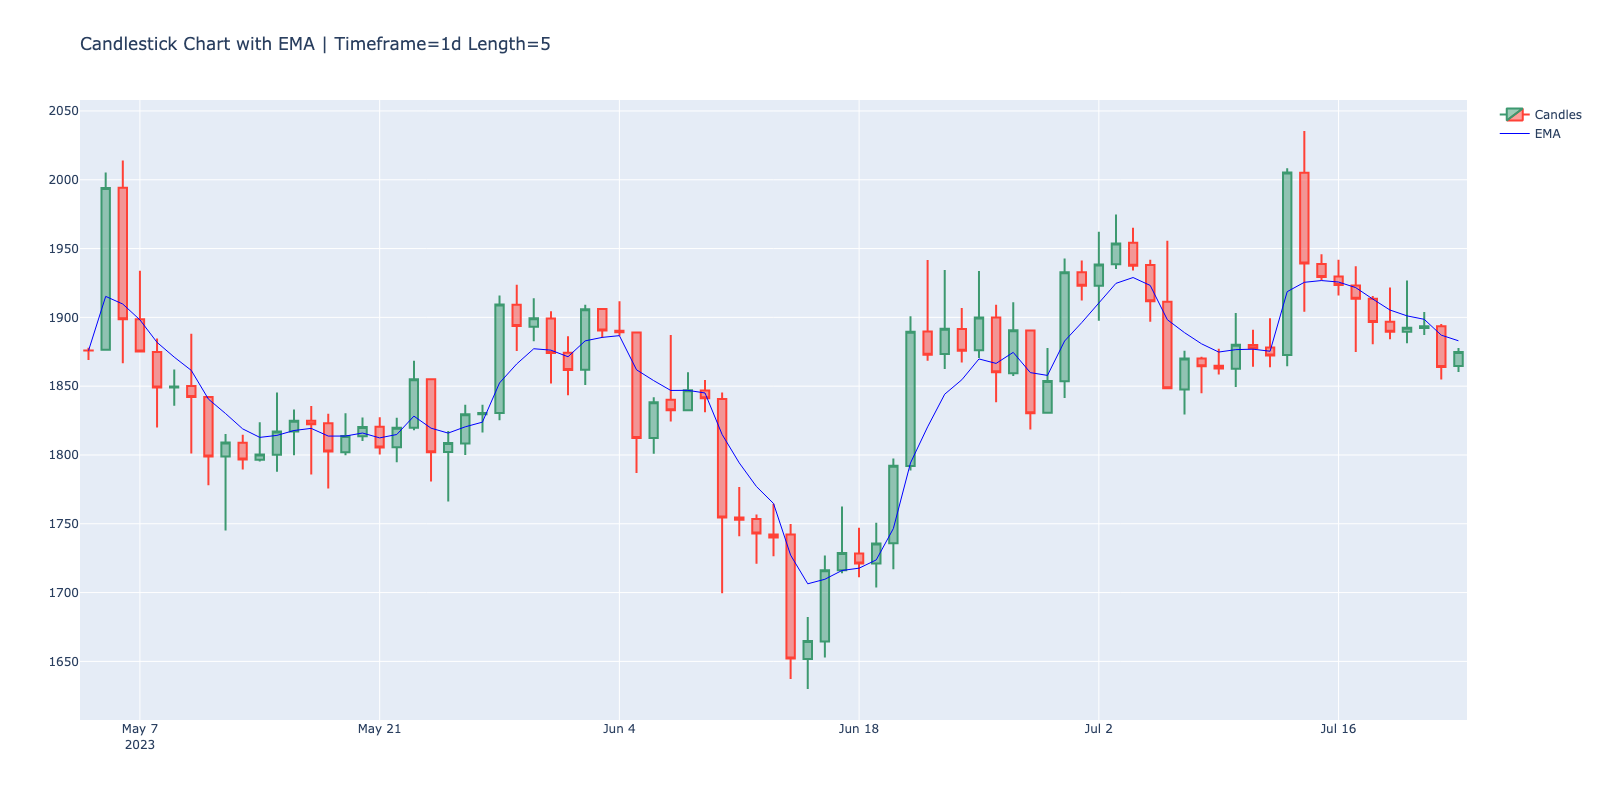 Candlestick Chart with EMA | Timeframe=1d Length=5
2050
2000
1950
1900
1850
1800
1750
1700
1650
May 7
2023
May 21
Jun 4
Jun 18
Jul 2
Jul 16
Candles
EMA